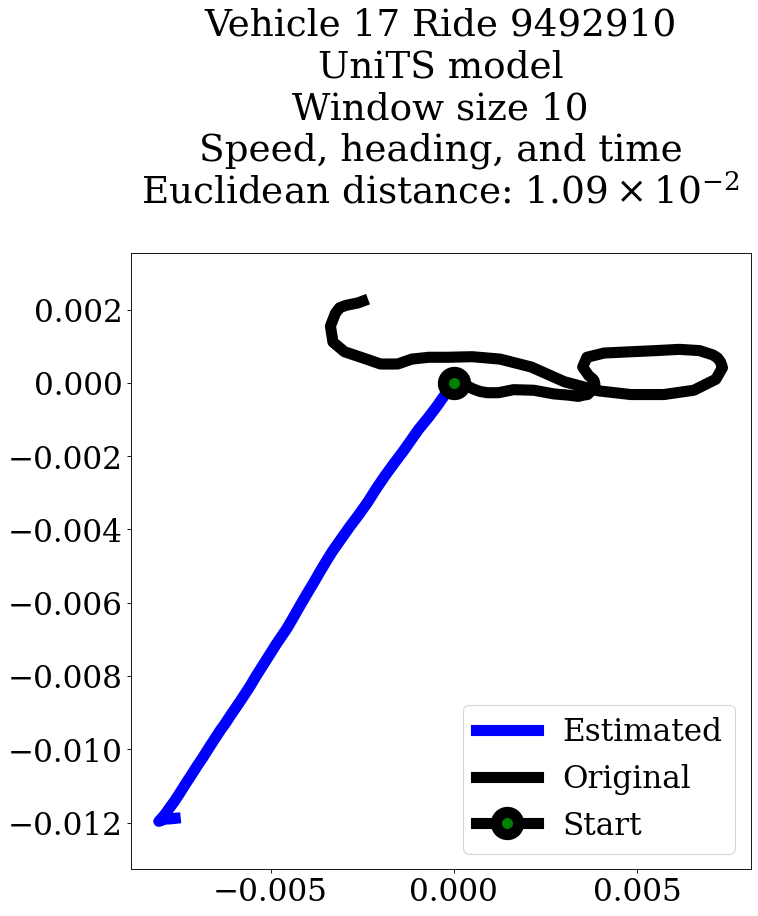 Vehicle 17 Ride 9492910
UniTS model
Window size 10
Speed, heading, and time
Euclidean distance: 1.09 × 10⁻²
0.002
0.000
−0.002
−0.004
−0.006
−0.008
−0.010
−0.012
Estimated
Original
Start
−0.005 0.000 0.005